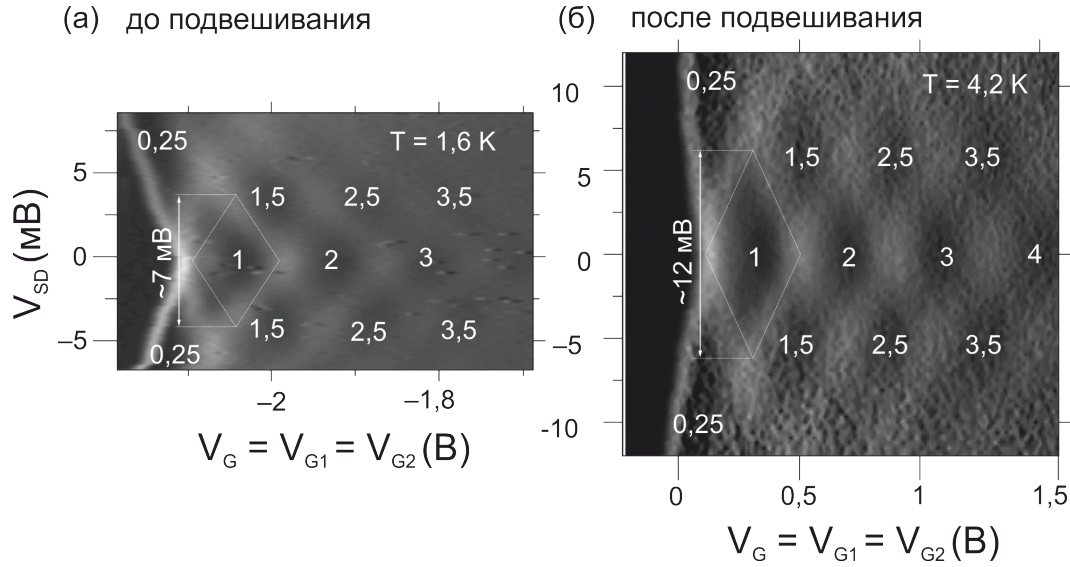 (а) до подвешивания
0,25
T = 1,6 K
5
1,5 2,5 3,5
V_SD (мВ)
0
~7 мВ
1 2 3
–5
1,5 2,5 3,5
0,25
–2 –1,8
V_G = V_G1 = V_G2 (В)
(б) после подвешивания
10
0,25
T = 4,2 K
5
1,5 2,5 3,5
0
~12 мВ
1 2 3 4
–5
1,5 2,5 3,5
-10
0,25
0 0,5 1 1,5
V_G = V_G1 = V_G2 (В)